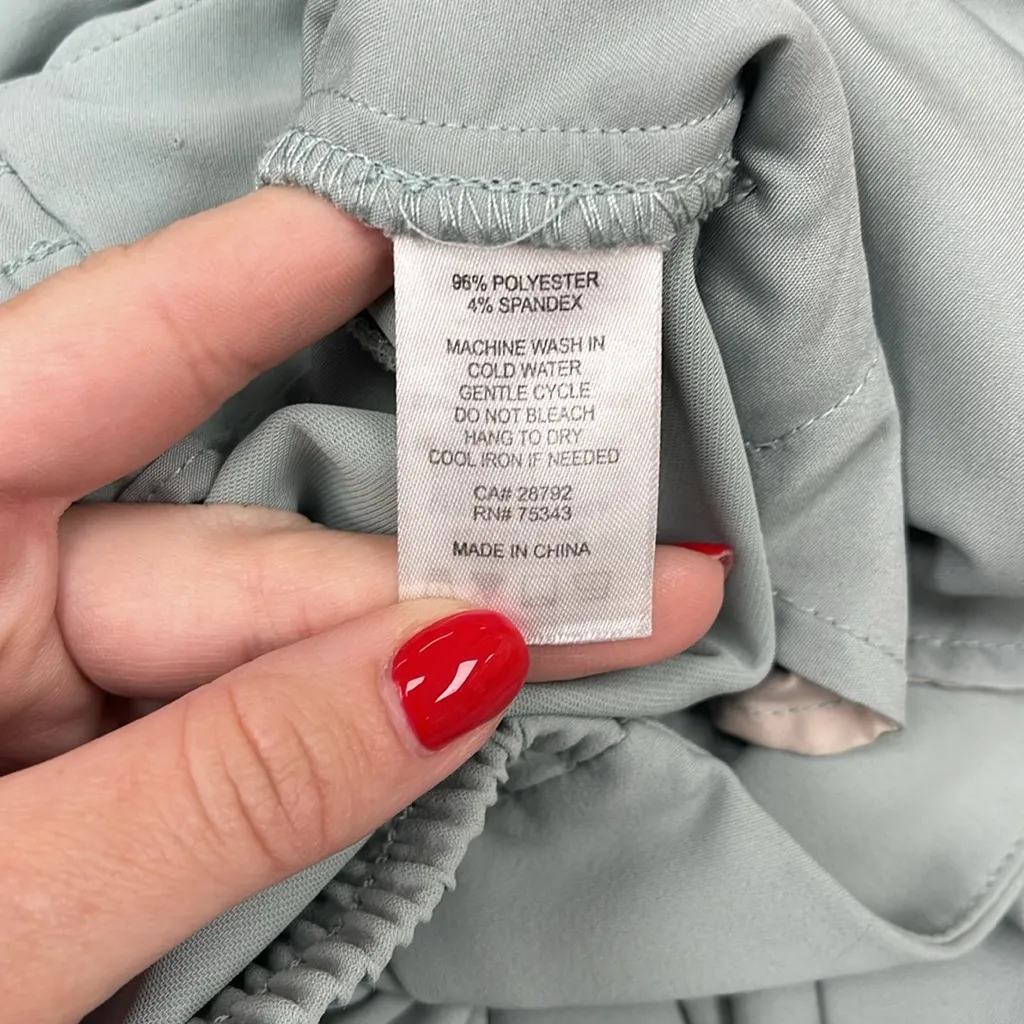 96% POLYESTER
4% SPANDEX
MACHINE WASH IN
COLD WATER
GENTLE CYCLE
DO NOT BLEACH
HANG TO DRY
COOL IRON IF NEEDED
CA# 28792
RN# 75343
MADE IN CHINA